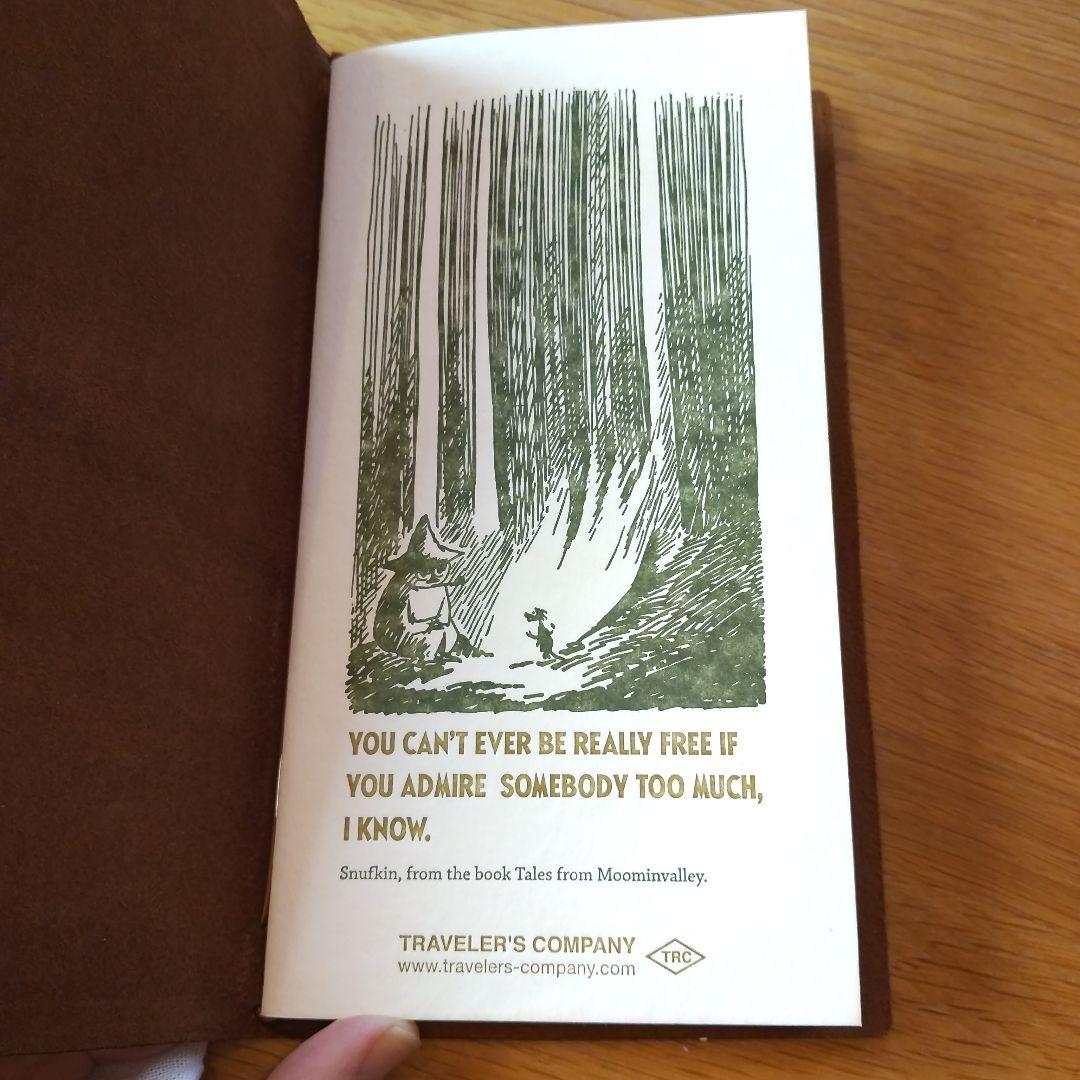 YOU CAN'T EVER BE REALLY FREE IF
YOU ADMIRE SOMEBODY TOO MUCH,
I KNOW.
Snufkin, from the book Tales from Moominvalley.
TRAVELER'S COMPANY
www.travelers-company.com
TRC